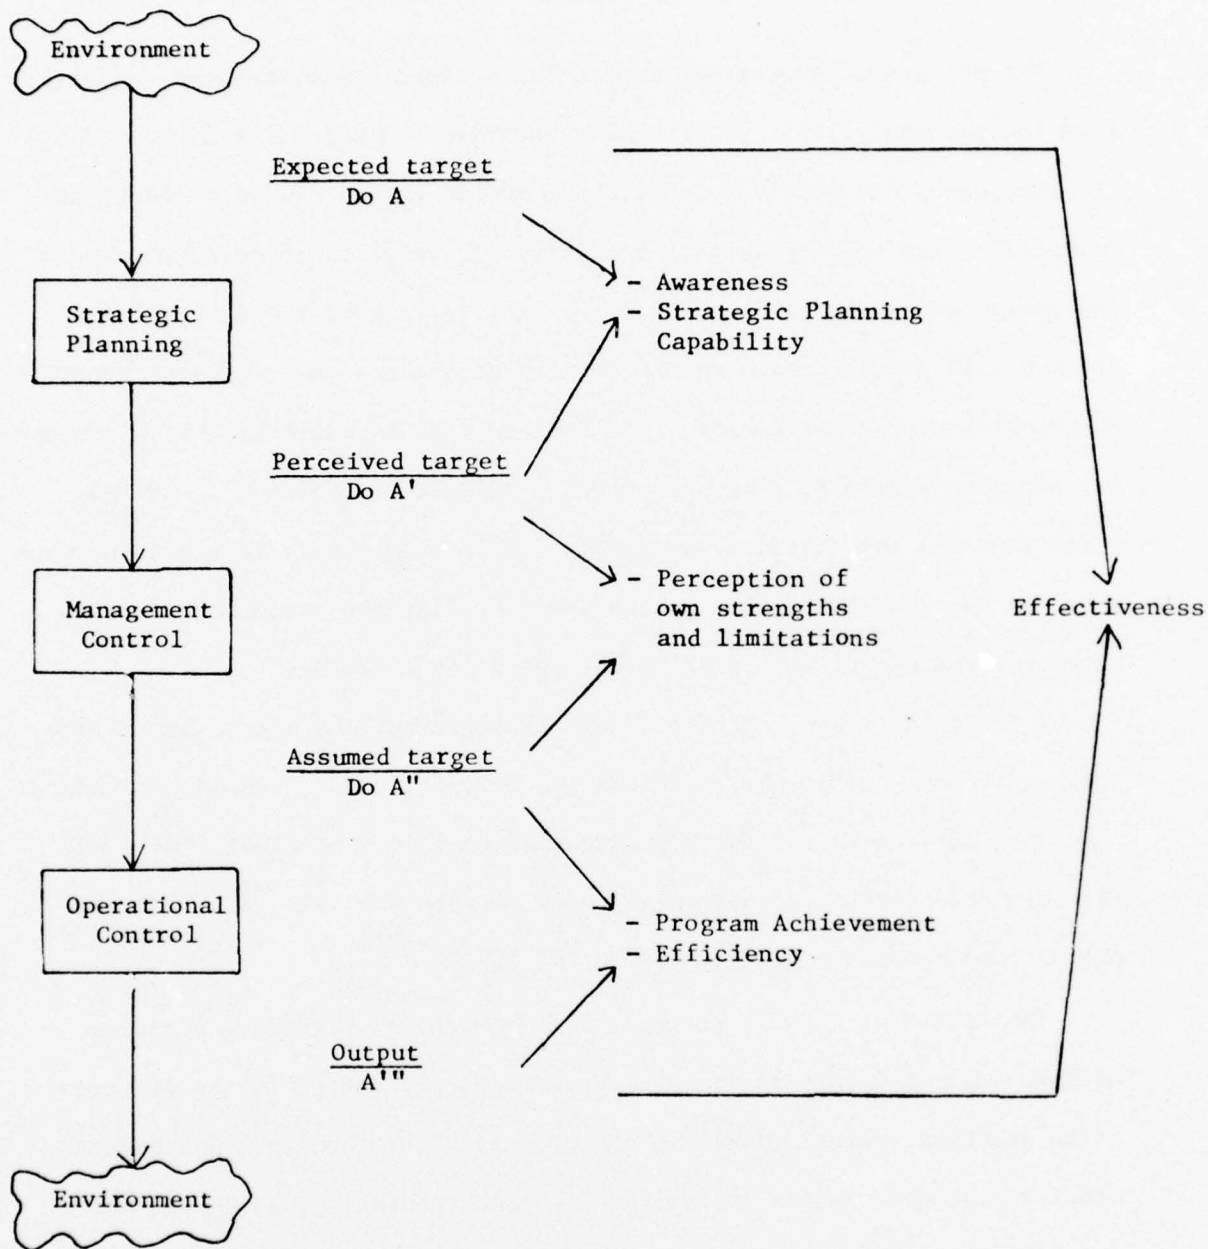 Environment
Expected target
Do A
- Awareness
- Strategic Planning
Capability
Strategic
Planning
Perceived target
Do A'
- Perception of
own strengths
and limitations
Effectiveness
Management
Control
Assumed target
Do A"
Operational
Control
- Program Achievement
- Efficiency
Output
A'"
Environment